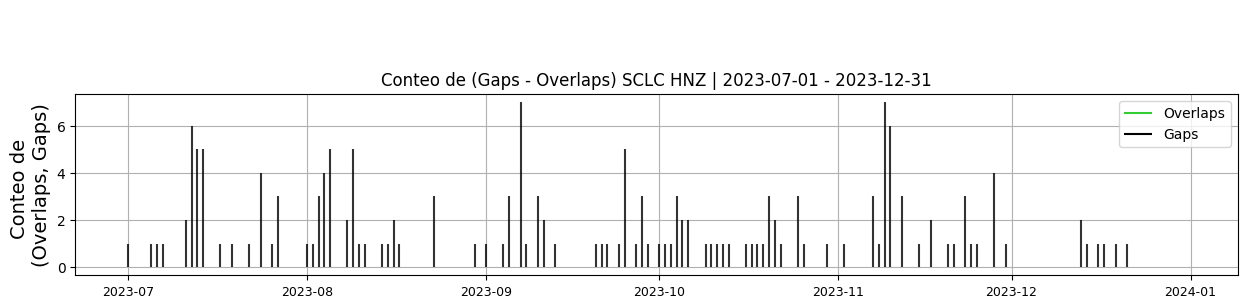 Conteo de (Gaps - Overlaps) SCLC HNZ | 2023-07-01 - 2023-12-31
Conteo de
(Overlaps, Gaps)
6
4
2
0
Overlaps
Gaps
2023-07
2023-08
2023-09
2023-10
2023-11
2023-12
2024-01